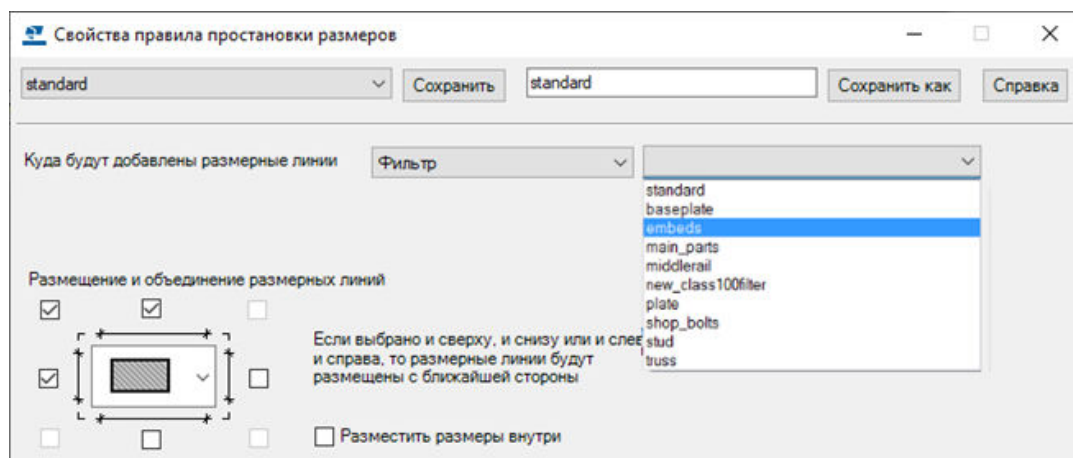 Свойства правила простановки размеров
standard Сохранить standard Сохранить как Справка
Куда будут добавлены размерные линии Фильтр
standard
baseplate
embeds
main_parts
middlerail
new_class100filter
plate
shop_bolts
stud
truss
Размещение и объединение размерных линий
Если выбрано и сверху, и снизу или и слев
и справа, то размерные линии будут
размещены с ближайшей стороны
Разместить размеры внутри